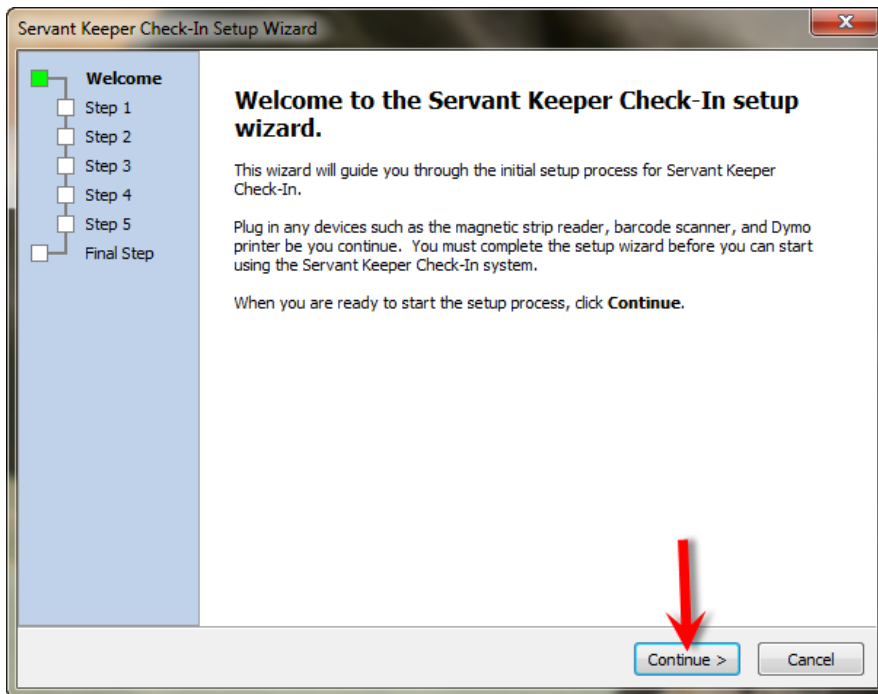 Servant Keeper Check-In Setup Wizard
Welcome
Step 1
Step 2
Step 3
Step 4
Step 5
Final Step
Welcome to the Servant Keeper Check-In setup
wizard.
This wizard will guide you through the initial setup process for Servant Keeper
Check-In.
Plug in any devices such as the magnetic strip reader, barcode scanner, and Dymo
printer be you continue.  You must complete the setup wizard before you can start
using the Servant Keeper Check-In system.
When you are ready to start the setup process, click Continue.
Continue >
Cancel